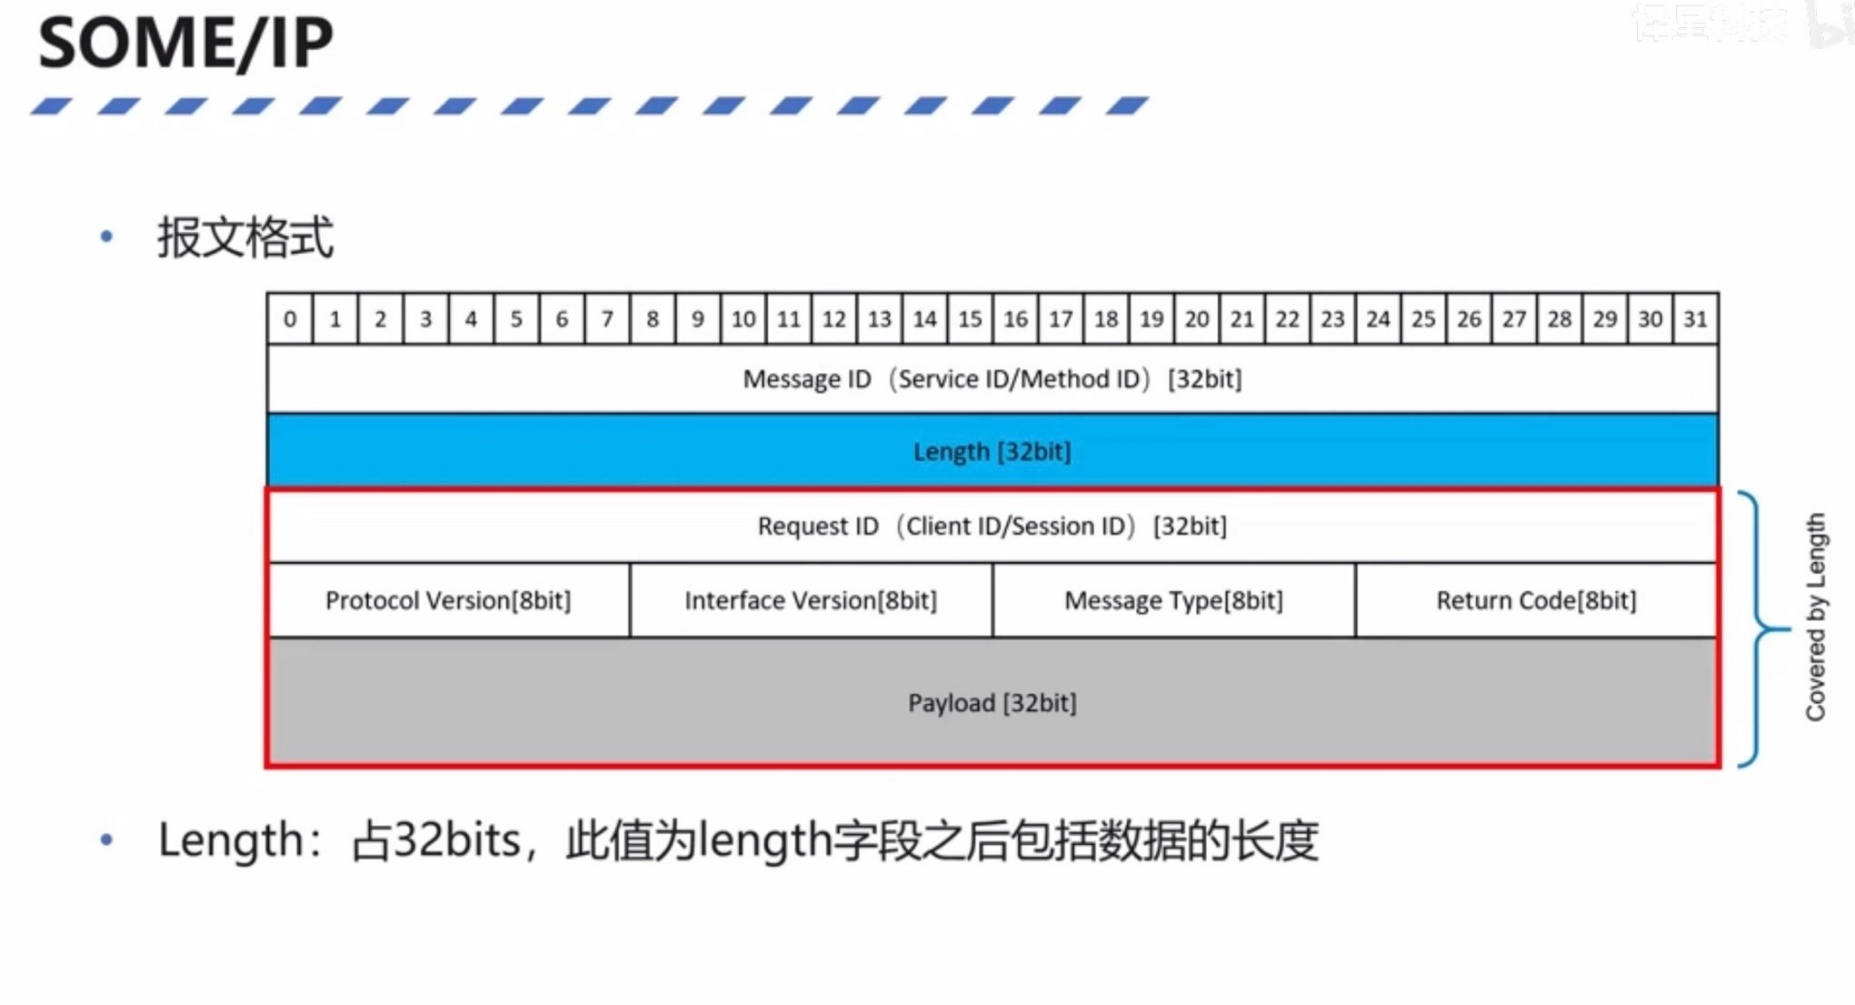 SOME/IP
• 报文格式
0 1 2 3 4 5 6 7 8 9 10 11 12 13 14 15 16 17 18 19 20 21 22 23 24 25 26 27 28 29 30 31
Message ID（Service ID/Method ID）[32bit]
Length [32bit]
Request ID（Client ID/Session ID）[32bit]
Protocol Version[8bit] Interface Version[8bit] Message Type[8bit] Return Code[8bit]
Payload [32bit]
Covered by Length
• Length：占32bits，此值为length字段之后包括数据的长度